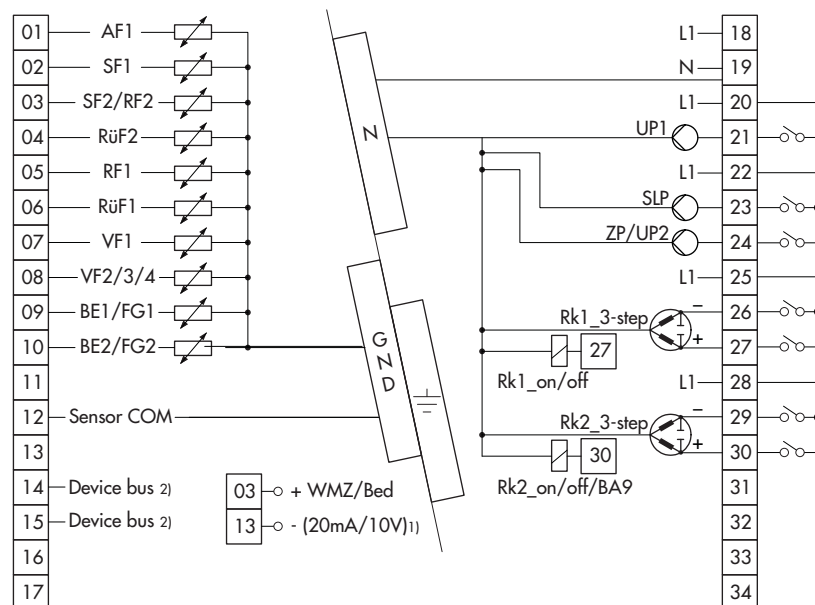 01 AF1
02 SF1
03 SF2/RF2
04 RüF2
05 RF1
06 RüF1
07 VF1
08 VF2/3/4
09 BE1/FG1
10 BE2/FG2
11
12 Sensor COM
13
14 Device bus 2)
15 Device bus 2)
16
17
03 + WMZ/Bed
13 - (20mA/10V)1)
N
GND
L1 18
N 19
L1 20
UP1 21
L1 22
SLP 23
ZP/UP2 24
L1 25
Rk1_3-step − 26
+ 27
27
Rk1_on/off
L1 28
Rk2_3-step − 29
+ 30
30
Rk2_on/off/BA9
31
32
33
34